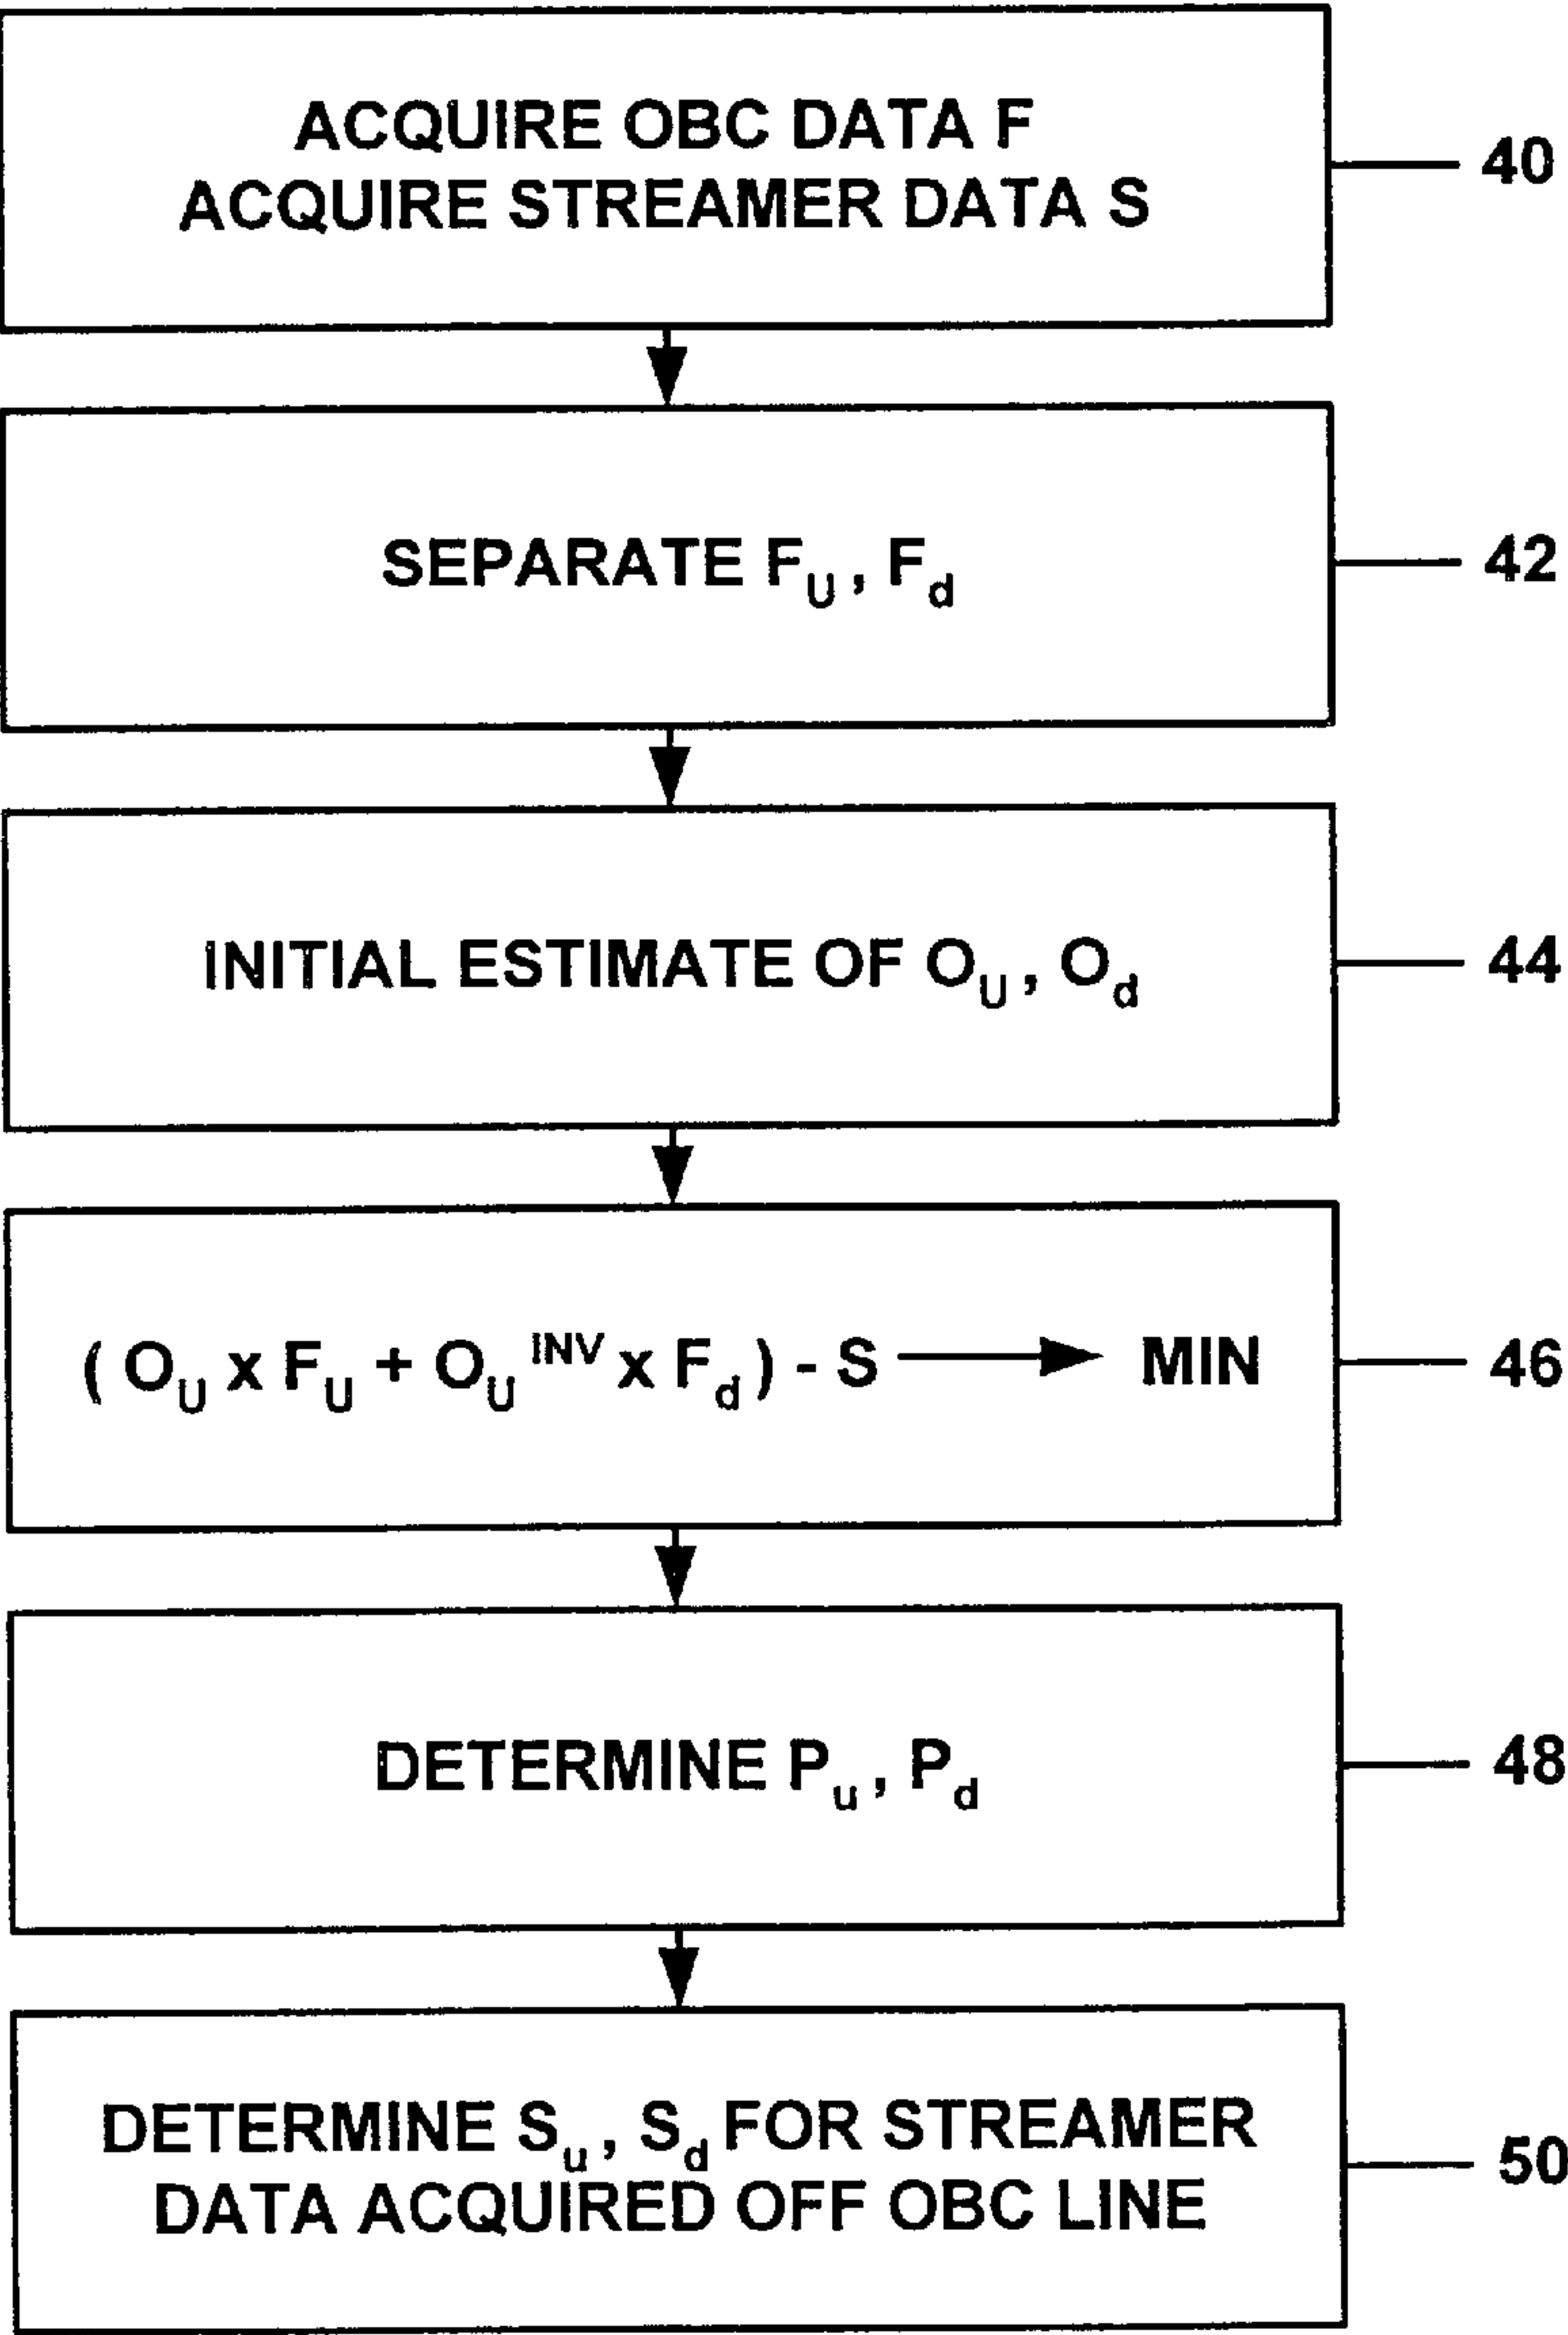 ACQUIRE OBC DATA F
ACQUIRE STREAMER DATA S
40
SEPARATE F_U, F_d
42
INITIAL ESTIMATE OF O_U, O_d
44
( O_U x F_U + O_U^INV x F_d ) - S → MIN
46
DETERMINE P_u, P_d
48
DETERMINE S_u, S_d FOR STREAMER
DATA ACQUIRED OFF OBC LINE
50